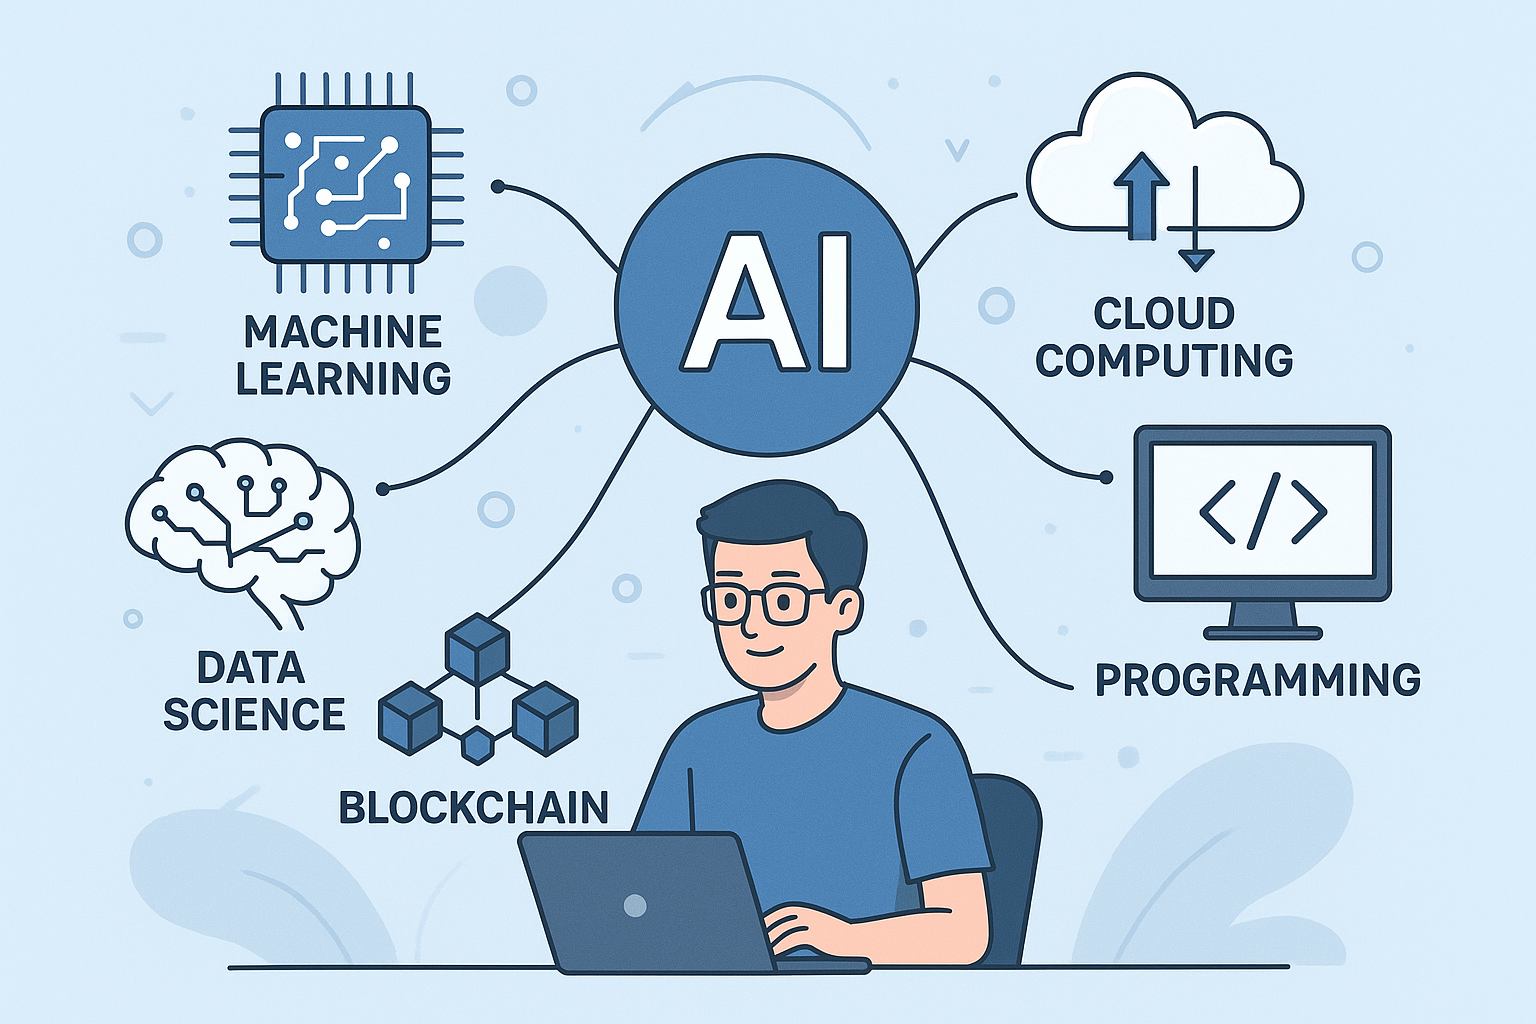 AI
MACHINE
LEARNING
CLOUD
COMPUTING
</>
DATA
SCIENCE
PROGRAMMING
BLOCKCHAIN